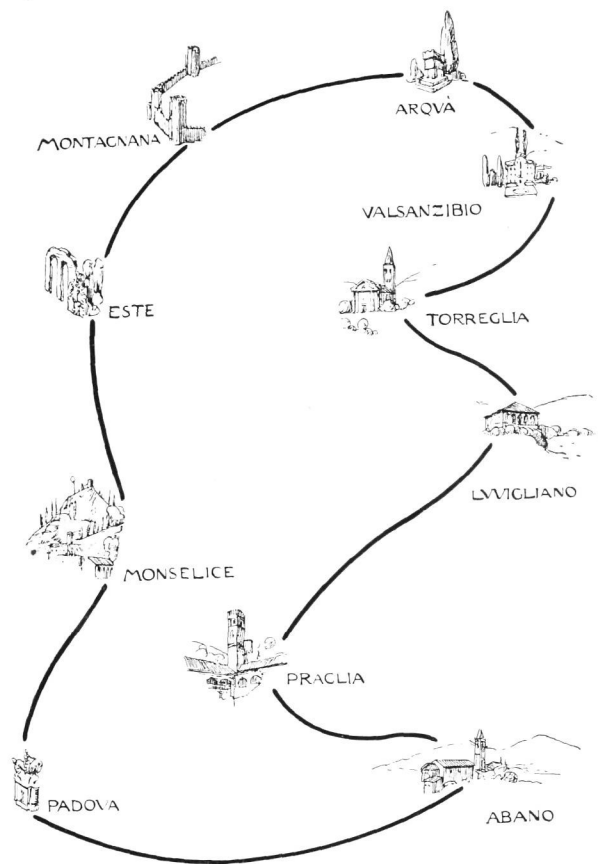 ARQVÀ
MONTAGNANA
VALSANZIBIO
ESTE
TORREGLIA
LVVIGLIANO
MONSELICE
PRAGLIA
PADOVA
ABANO